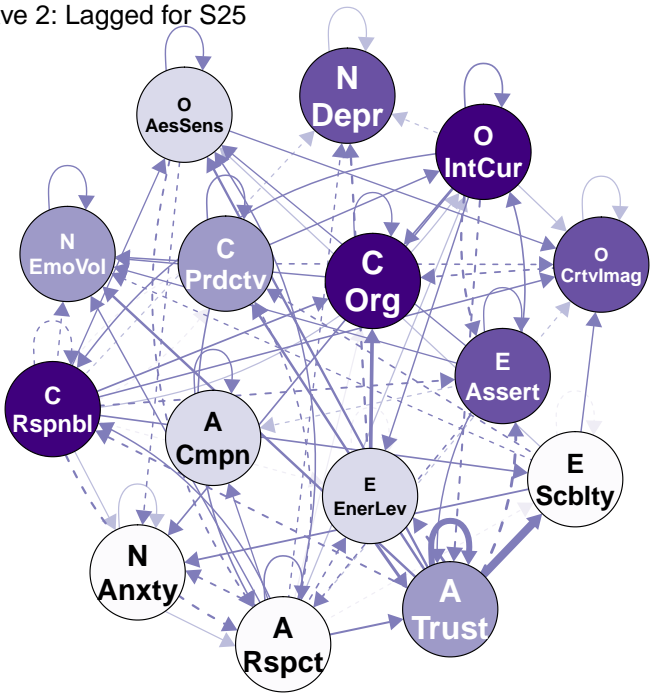 ve 2: Lagged for S25
N
Depr
O
AesSens
O
IntCur
N
EmoVol
C
Prdctv
C
Org
O
CrtvImag
E
Assert
C
Rspnbl
A
Cmpn
E
EnerLev
E
Scblty
N
Anxty
A
Trust
A
Rspct